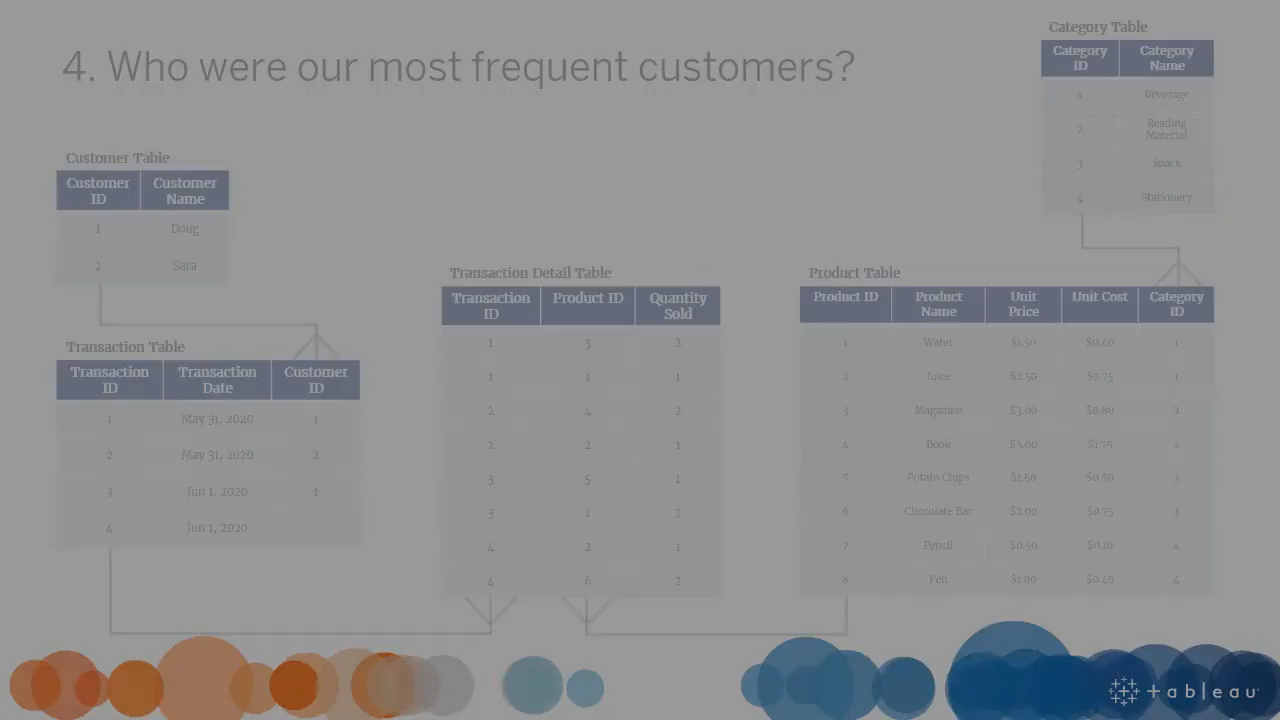 4. Who were our most frequent customers?
Category Table
Category ID Category Name
1 Beverage
2 Reading Material
3 Snack
4 Stationery
Customer Table
Customer ID Customer Name
1 Doug
2 Sara
Transaction Table
Transaction ID Transaction Date Customer ID
1 May 31, 2020 1
2 May 31, 2020 2
3 Jun 1, 2020 1
4 Jun 1, 2020
Transaction Detail Table
Transaction ID Product ID Quantity Sold
1 3 2
1 1 1
2 4 2
2 2 1
3 5 1
3 1 2
4 2 1
4 6 2
Product Table
Product ID Product Name Unit Price Unit Cost Category ID
1 Water $1.50 $0.40 1
2 Juice $2.50 $0.75 1
3 Magazine $3.00 $0.80 2
4 Book $5.00 $1.75 2
5 Potato Chips $1.50 $0.50 3
6 Chocolate Bar $2.00 $0.75 3
7 Pencil $0.50 $0.10 4
8 Pen $1.00 $0.40 4
tableau